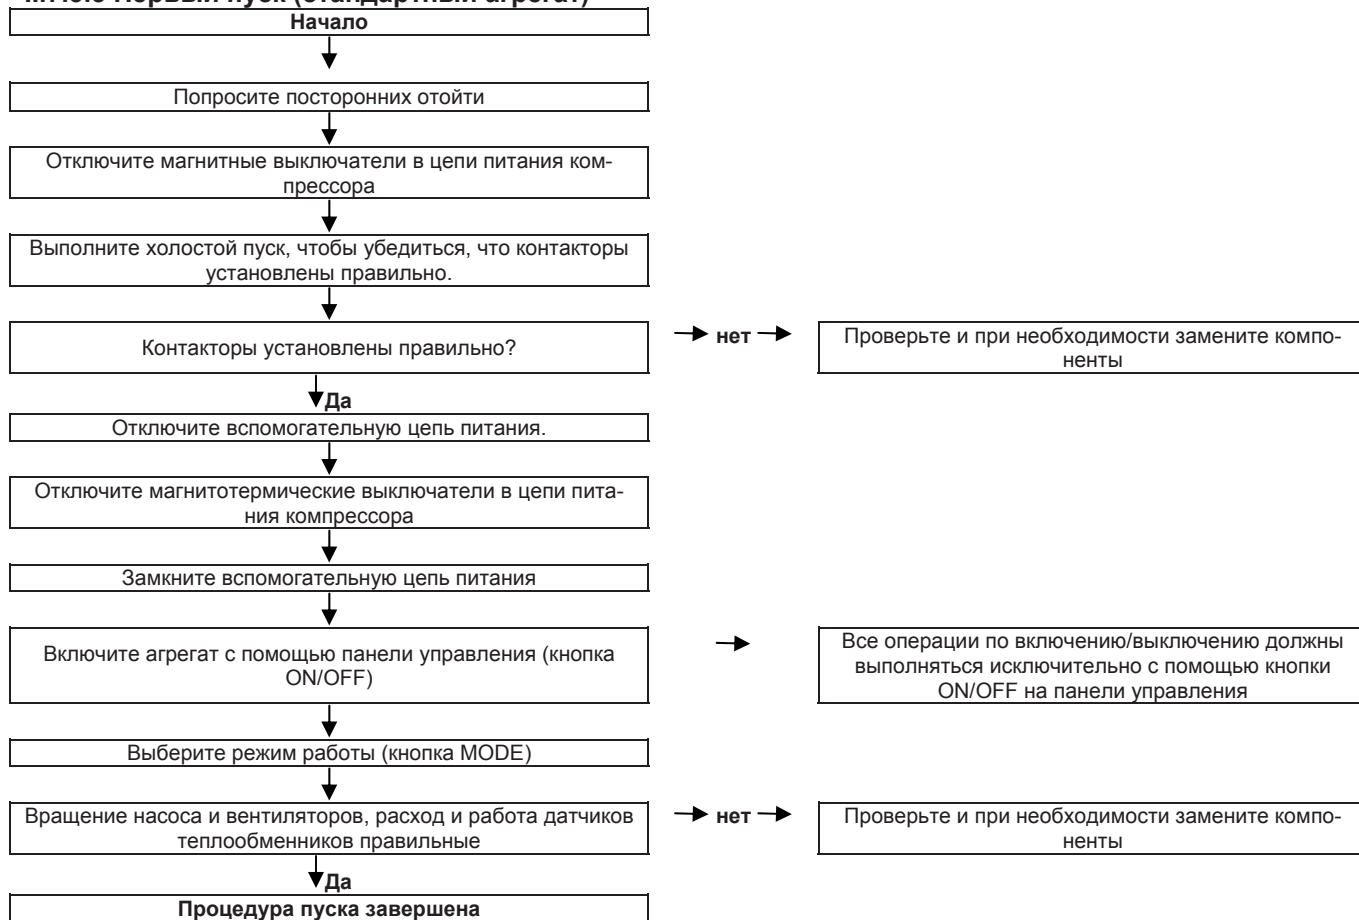 Первый пуск (стандартный агрегат)
Начало
Попросите посторонних отойти
Отключите магнитные выключатели в цепи питания ком-
прессора
Выполните холостой пуск, чтобы убедиться, что контакторы
установлены правильно.
Контакторы установлены правильно?
нет
Проверьте и при необходимости замените компо-
ненты
Да
Отключите вспомогательную цепь питания.
Отключите магнитотермические выключатели в цепи пита-
ния компрессора
Замкните вспомогательную цепь питания
Включите агрегат с помощью панели управления (кнопка
ON/OFF)
Все операции по включению/выключению должны
выполняться исключительно с помощью кнопки
ON/OFF на панели управления
Выберите режим работы (кнопка MODE)
Вращение насоса и вентиляторов, расход и работа датчиков
теплообменников правильные
нет
Проверьте и при необходимости замените компо-
ненты
Да
Процедура пуска завершена